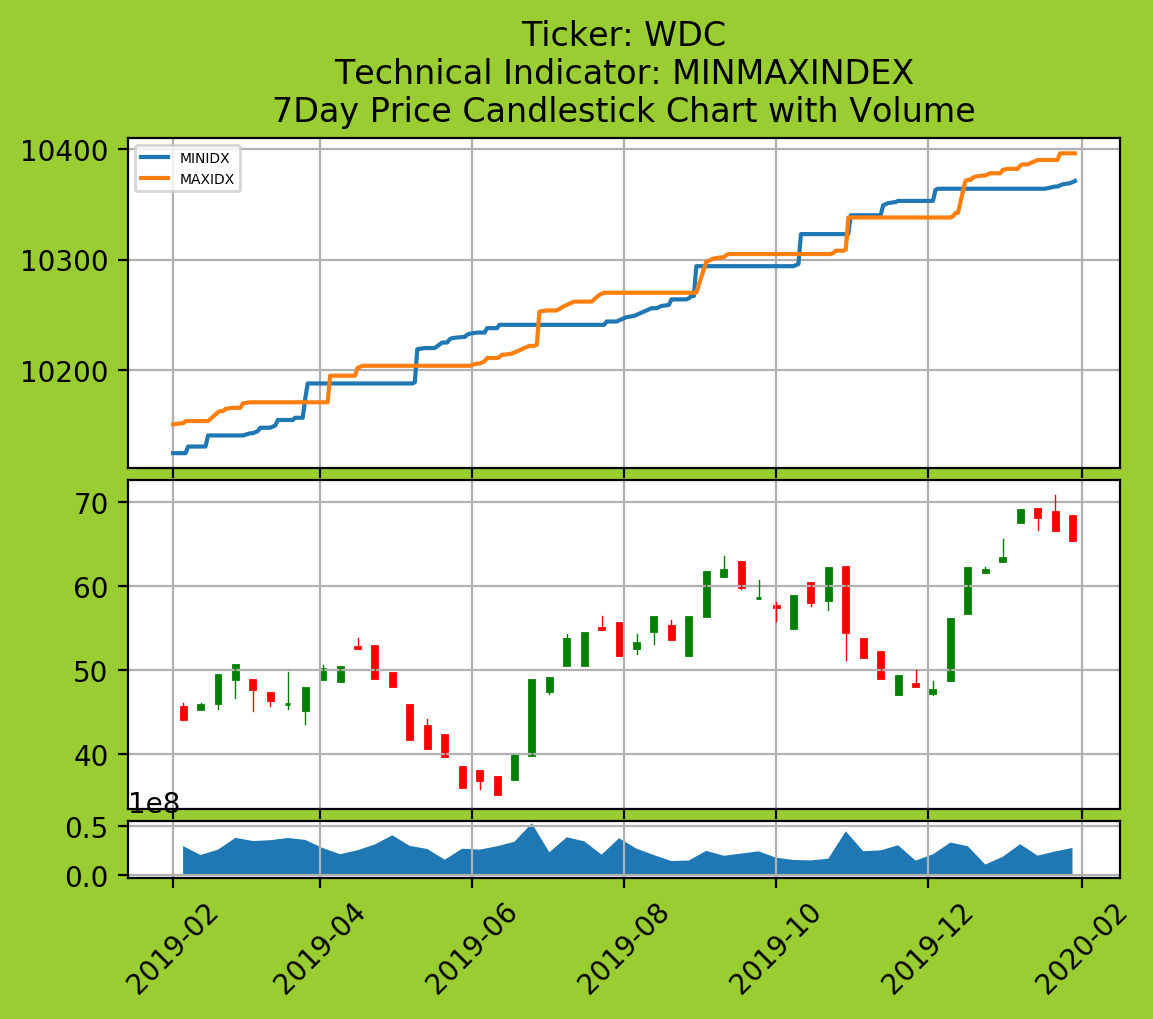 Ticker: WDC
Technical Indicator: MINMAXINDEX
7Day Price Candlestick Chart with Volume
MINIDX
MAXIDX
10400
10300
10200
70
60
50
40
1e8
0.5
0.0
2019-02
2019-04
2019-06
2019-08
2019-10
2019-12
2020-02